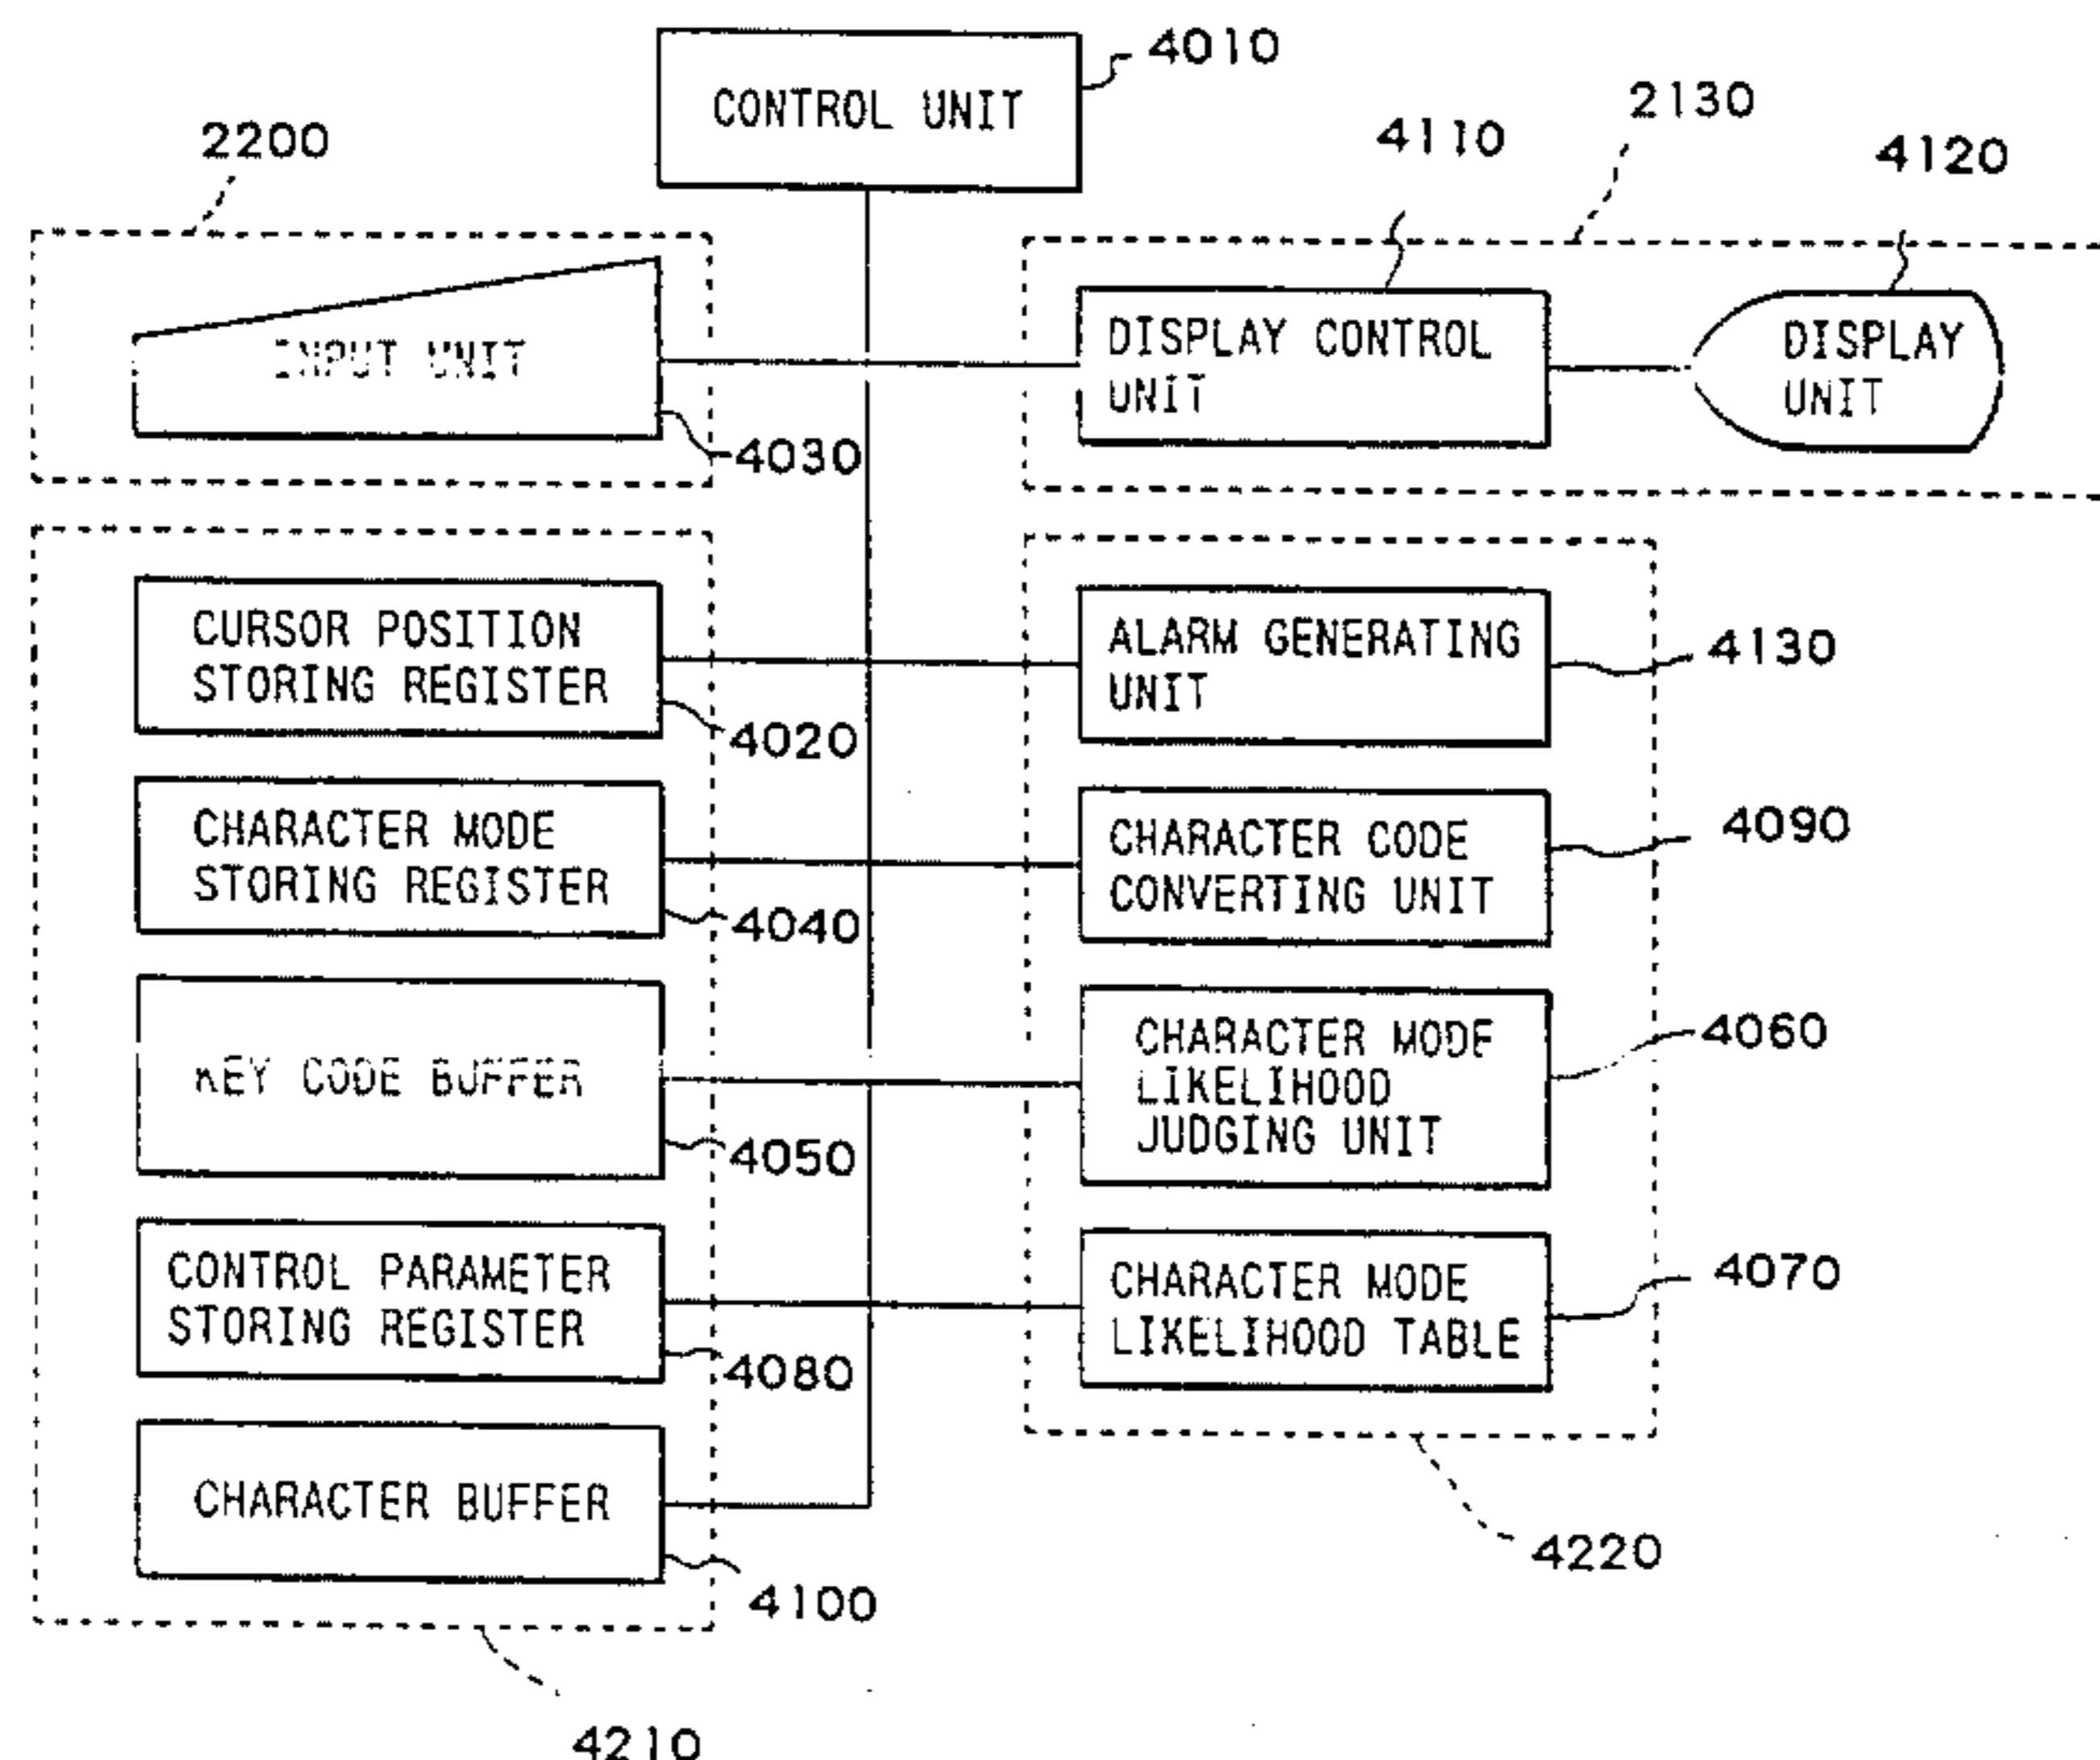 CONTROL UNIT
4010
2200
4110
2130
4120
INPUT UNIT
4030
DISPLAY CONTROL
UNIT
DISPLAY
UNIT
CURSOR POSITION
STORING REGISTER
4020
ALARM GENERATING
UNIT
4130
CHARACTER MODE
STORING REGISTER
4040
CHARACTER CODE
CONVERTING UNIT
4090
KEY CODE BUFFER
4050
CHARACTER MODE
LIKELIHOOD
JUDGING UNIT
4060
CONTROL PARAMETER
STORING REGISTER
4080
CHARACTER MODE
LIKELIHOOD TABLE
4070
CHARACTER BUFFER
4100
4220
4210